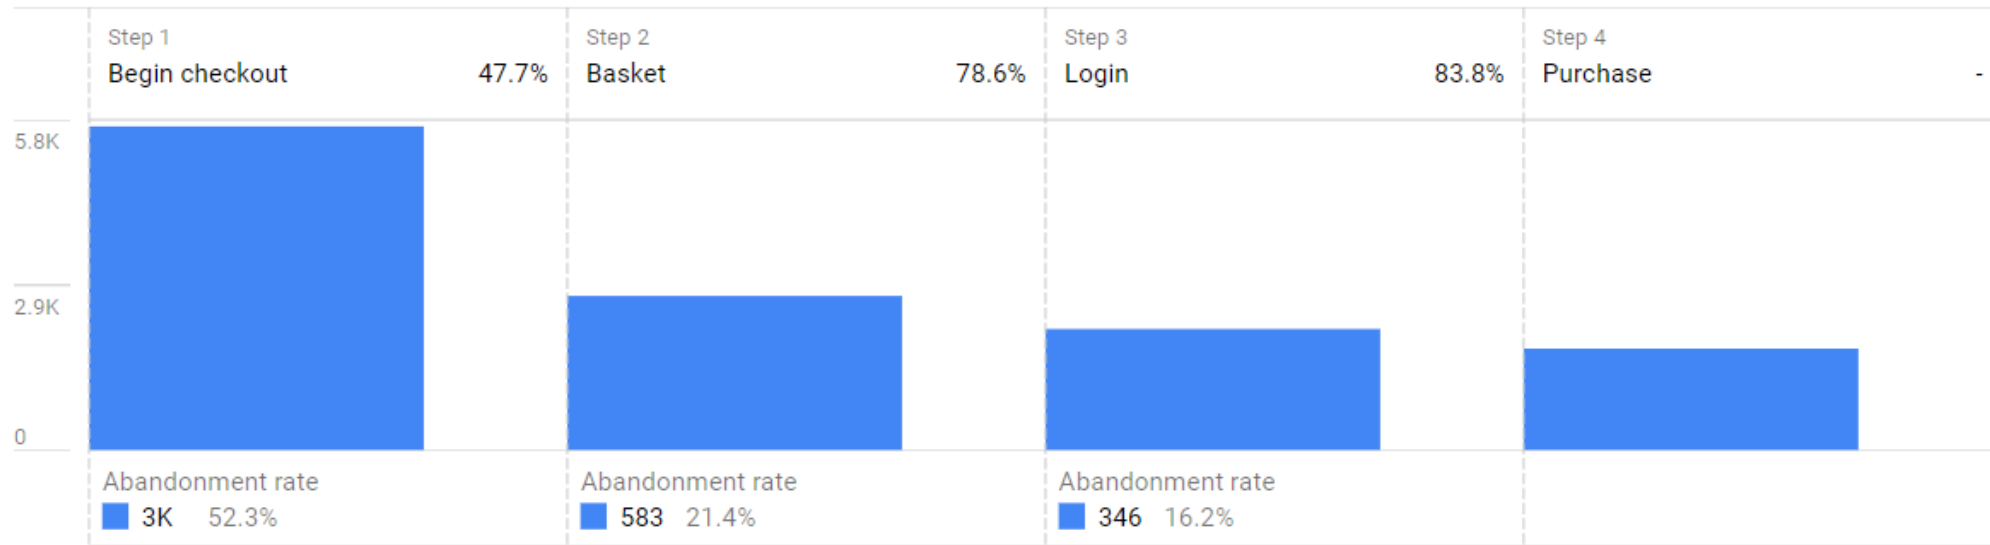 Step 1
Begin checkout 47.7%
Step 2
Basket 78.6%
Step 3
Login 83.8%
Step 4
Purchase -
5.8K
2.9K
0
Abandonment rate
3K 52.3%
Abandonment rate
583 21.4%
Abandonment rate
346 16.2%